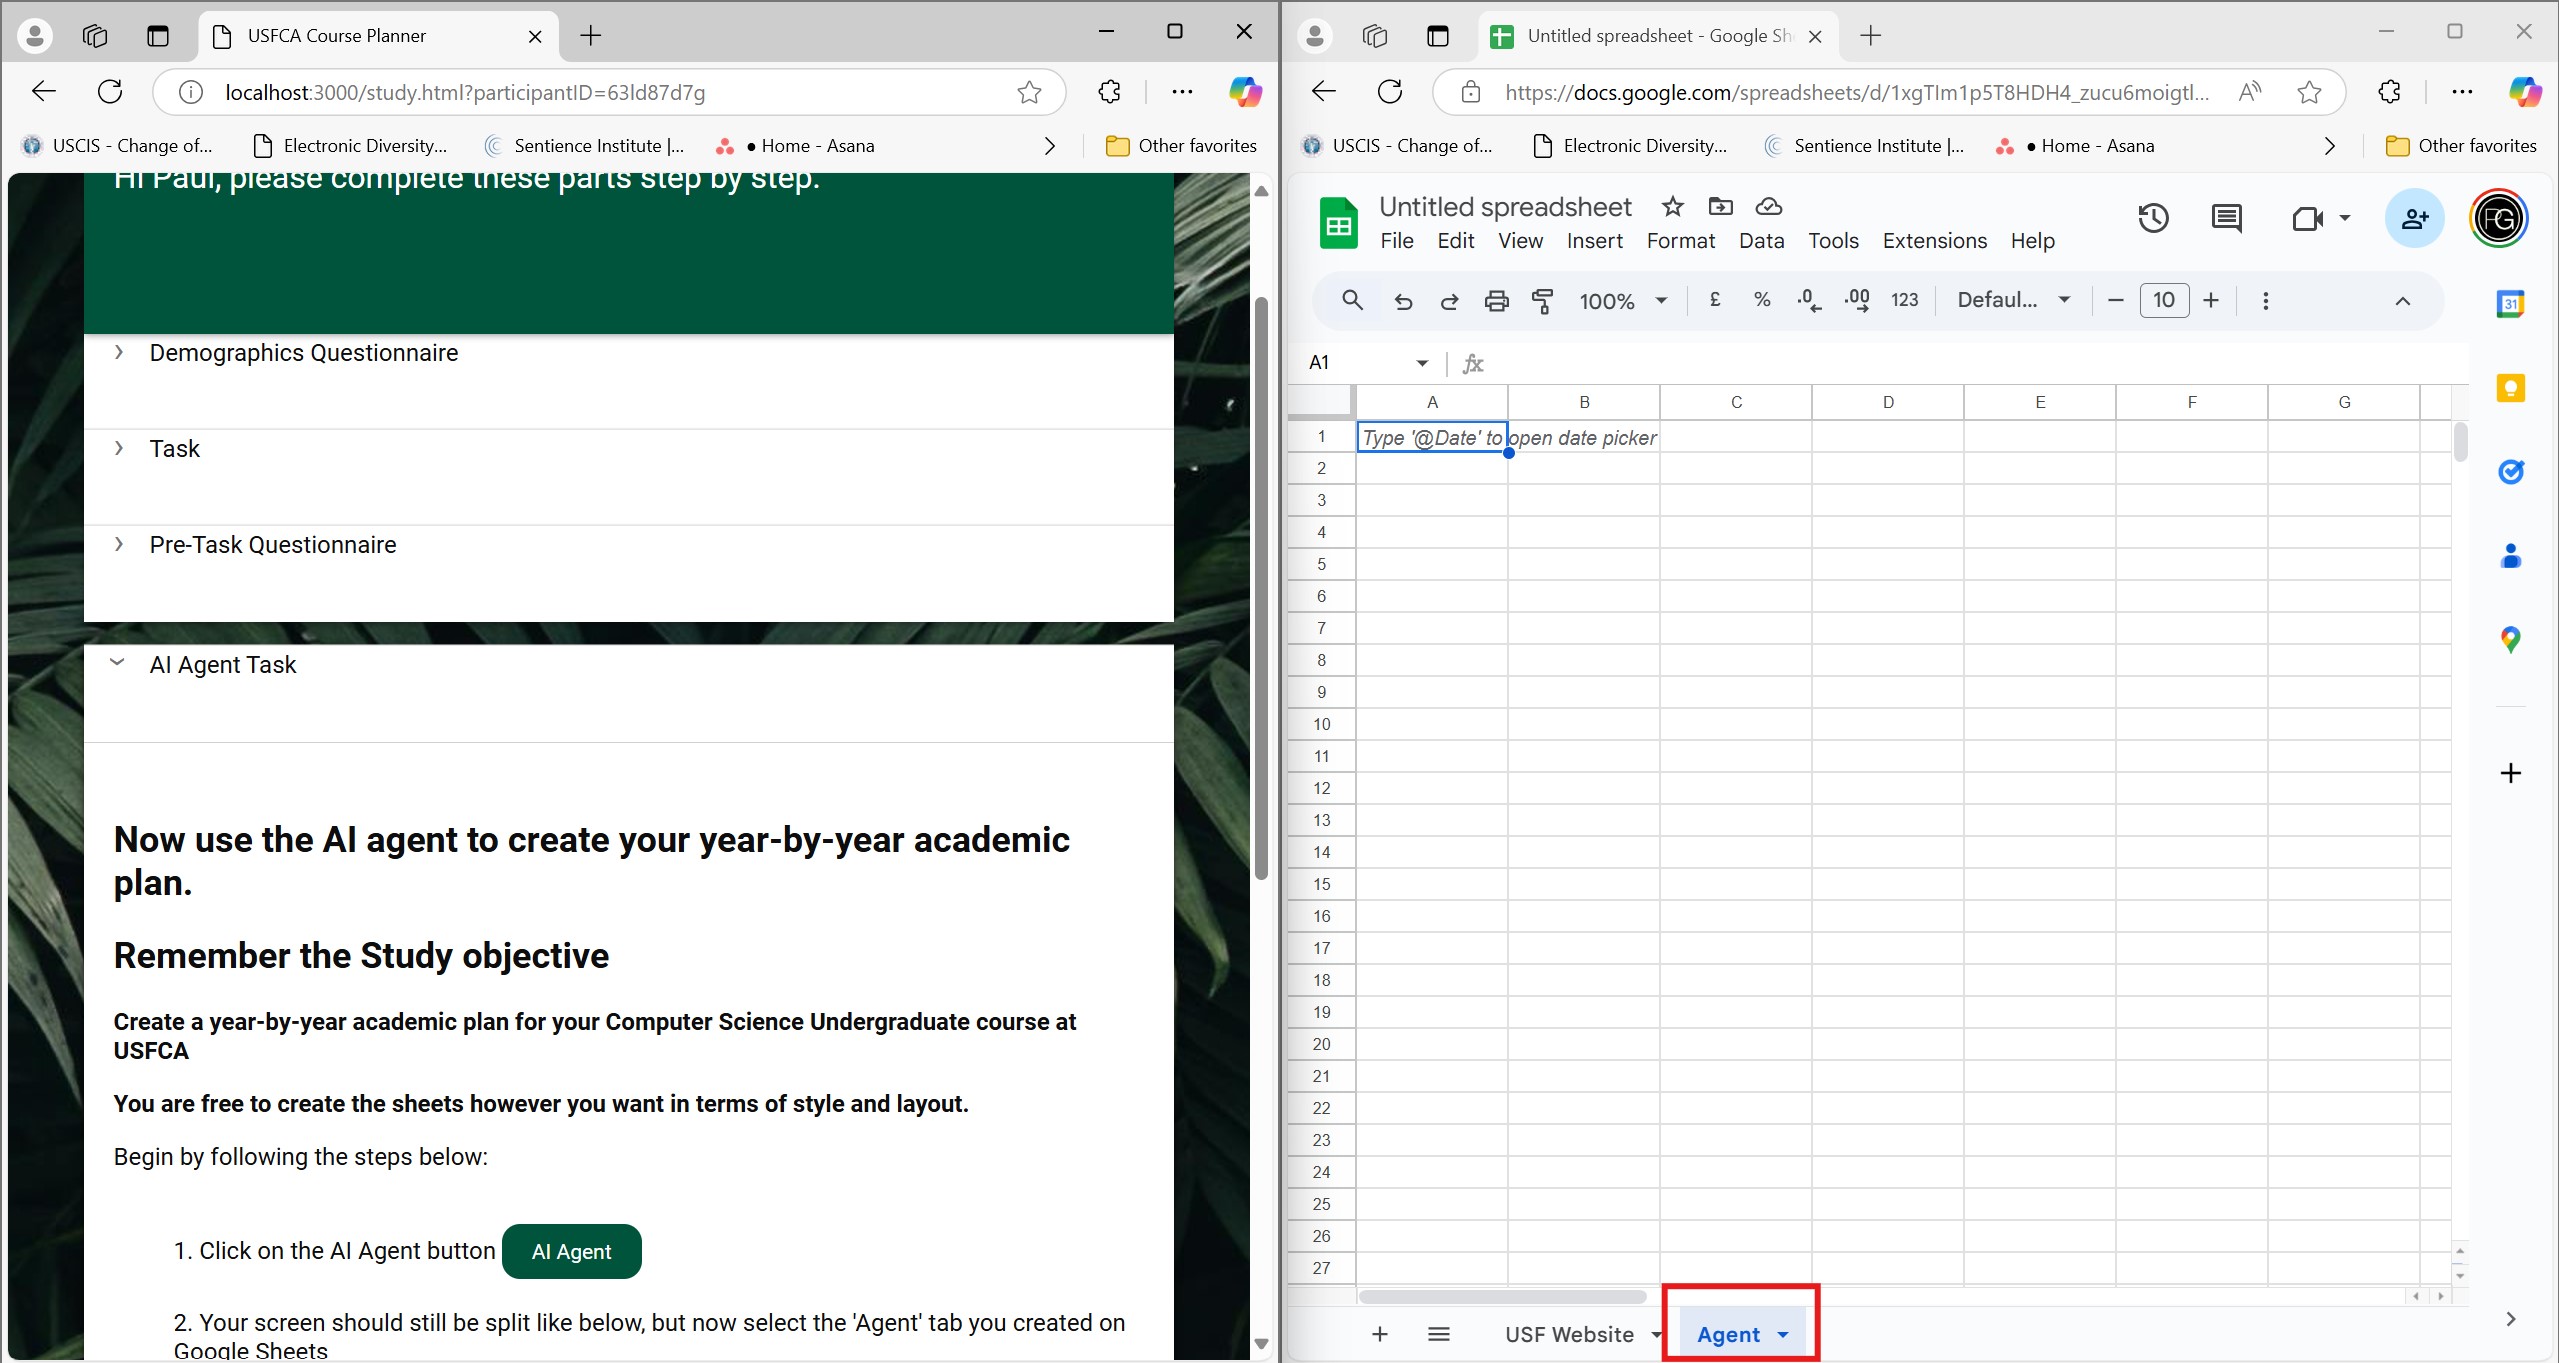 USFCA Course Planner
localhost:3000/study.html?participantID=63ld87d7g
USCIS - Change of...
Electronic Diversity...
Sentience Institute |...
● Home - Asana
Other favorites
Hi Paul, please complete these parts step by step.
Demographics Questionnaire
Task
Pre-Task Questionnaire
AI Agent Task
Now use the AI agent to create your year-by-year academic
plan.
Remember the Study objective
Create a year-by-year academic plan for your Computer Science Undergraduate course at
USFCA
You are free to create the sheets however you want in terms of style and layout.
Begin by following the steps below:
1. Click on the AI Agent button AI Agent
2. Your screen should still be split like below, but now select the 'Agent' tab you created on
Google Sheets
Untitled spreadsheet - Google Sh
https://docs.google.com/spreadsheets/d/1xgTIm1p5T8HDH4_zucu6moigtl...
USCIS - Change of...
Electronic Diversity...
Sentience Institute |...
● Home - Asana
Other favorites
Untitled spreadsheet
File Edit View Insert Format Data Tools Extensions Help
PG
100% £ % .0 .00 123 Defaul... 10
31
A1 fx
A B C D E F G
1 Type '@Date' to open date picker
2
3
4
5
6
7
8
9
10
11
12
13
14
15
16
17
18
19
20
21
22
23
24
25
26
27
USF Website Agent